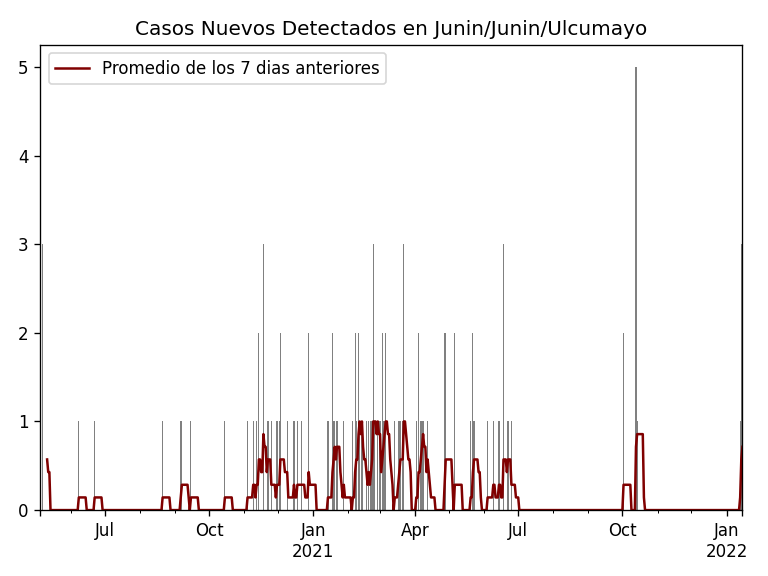 Casos Nuevos Detectados en Junin/Junin/Ulcumayo
Promedio de los 7 dias anteriores
5
4
3
2
1
0
Jul
Oct
Jan
2021
Apr
Jul
Oct
Jan
2022